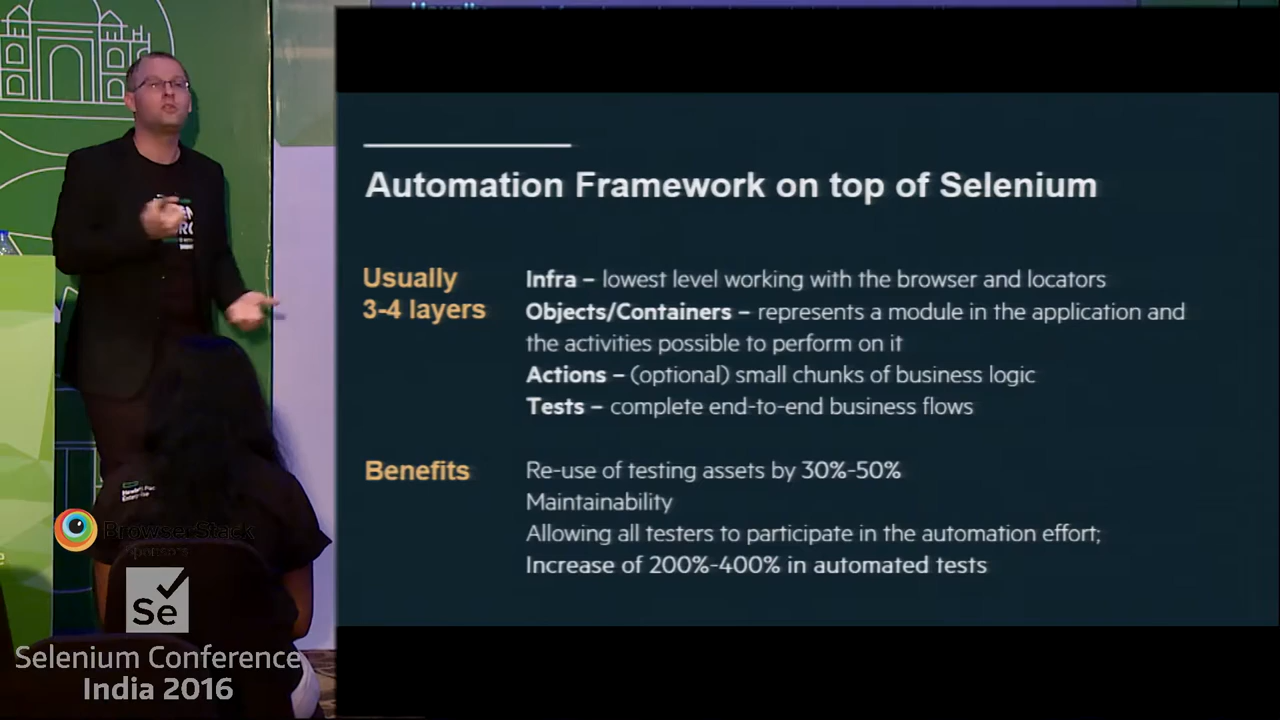 Usually
Automation Framework on top of Selenium
Usually
3-4 layers
Infra – lowest level working with the browser and locators
Objects/Containers – represents a module in the application and
the activities possible to perform on it
Actions – (optional) small chunks of business logic
Tests – complete end-to-end business flows
Benefits
Re-use of testing assets by 30%-50%
Maintainability
Allowing all testers to participate in the automation effort;
Increase of 200%-400% in automated tests
BrowserStack
Se
Selenium Conference
India 2016